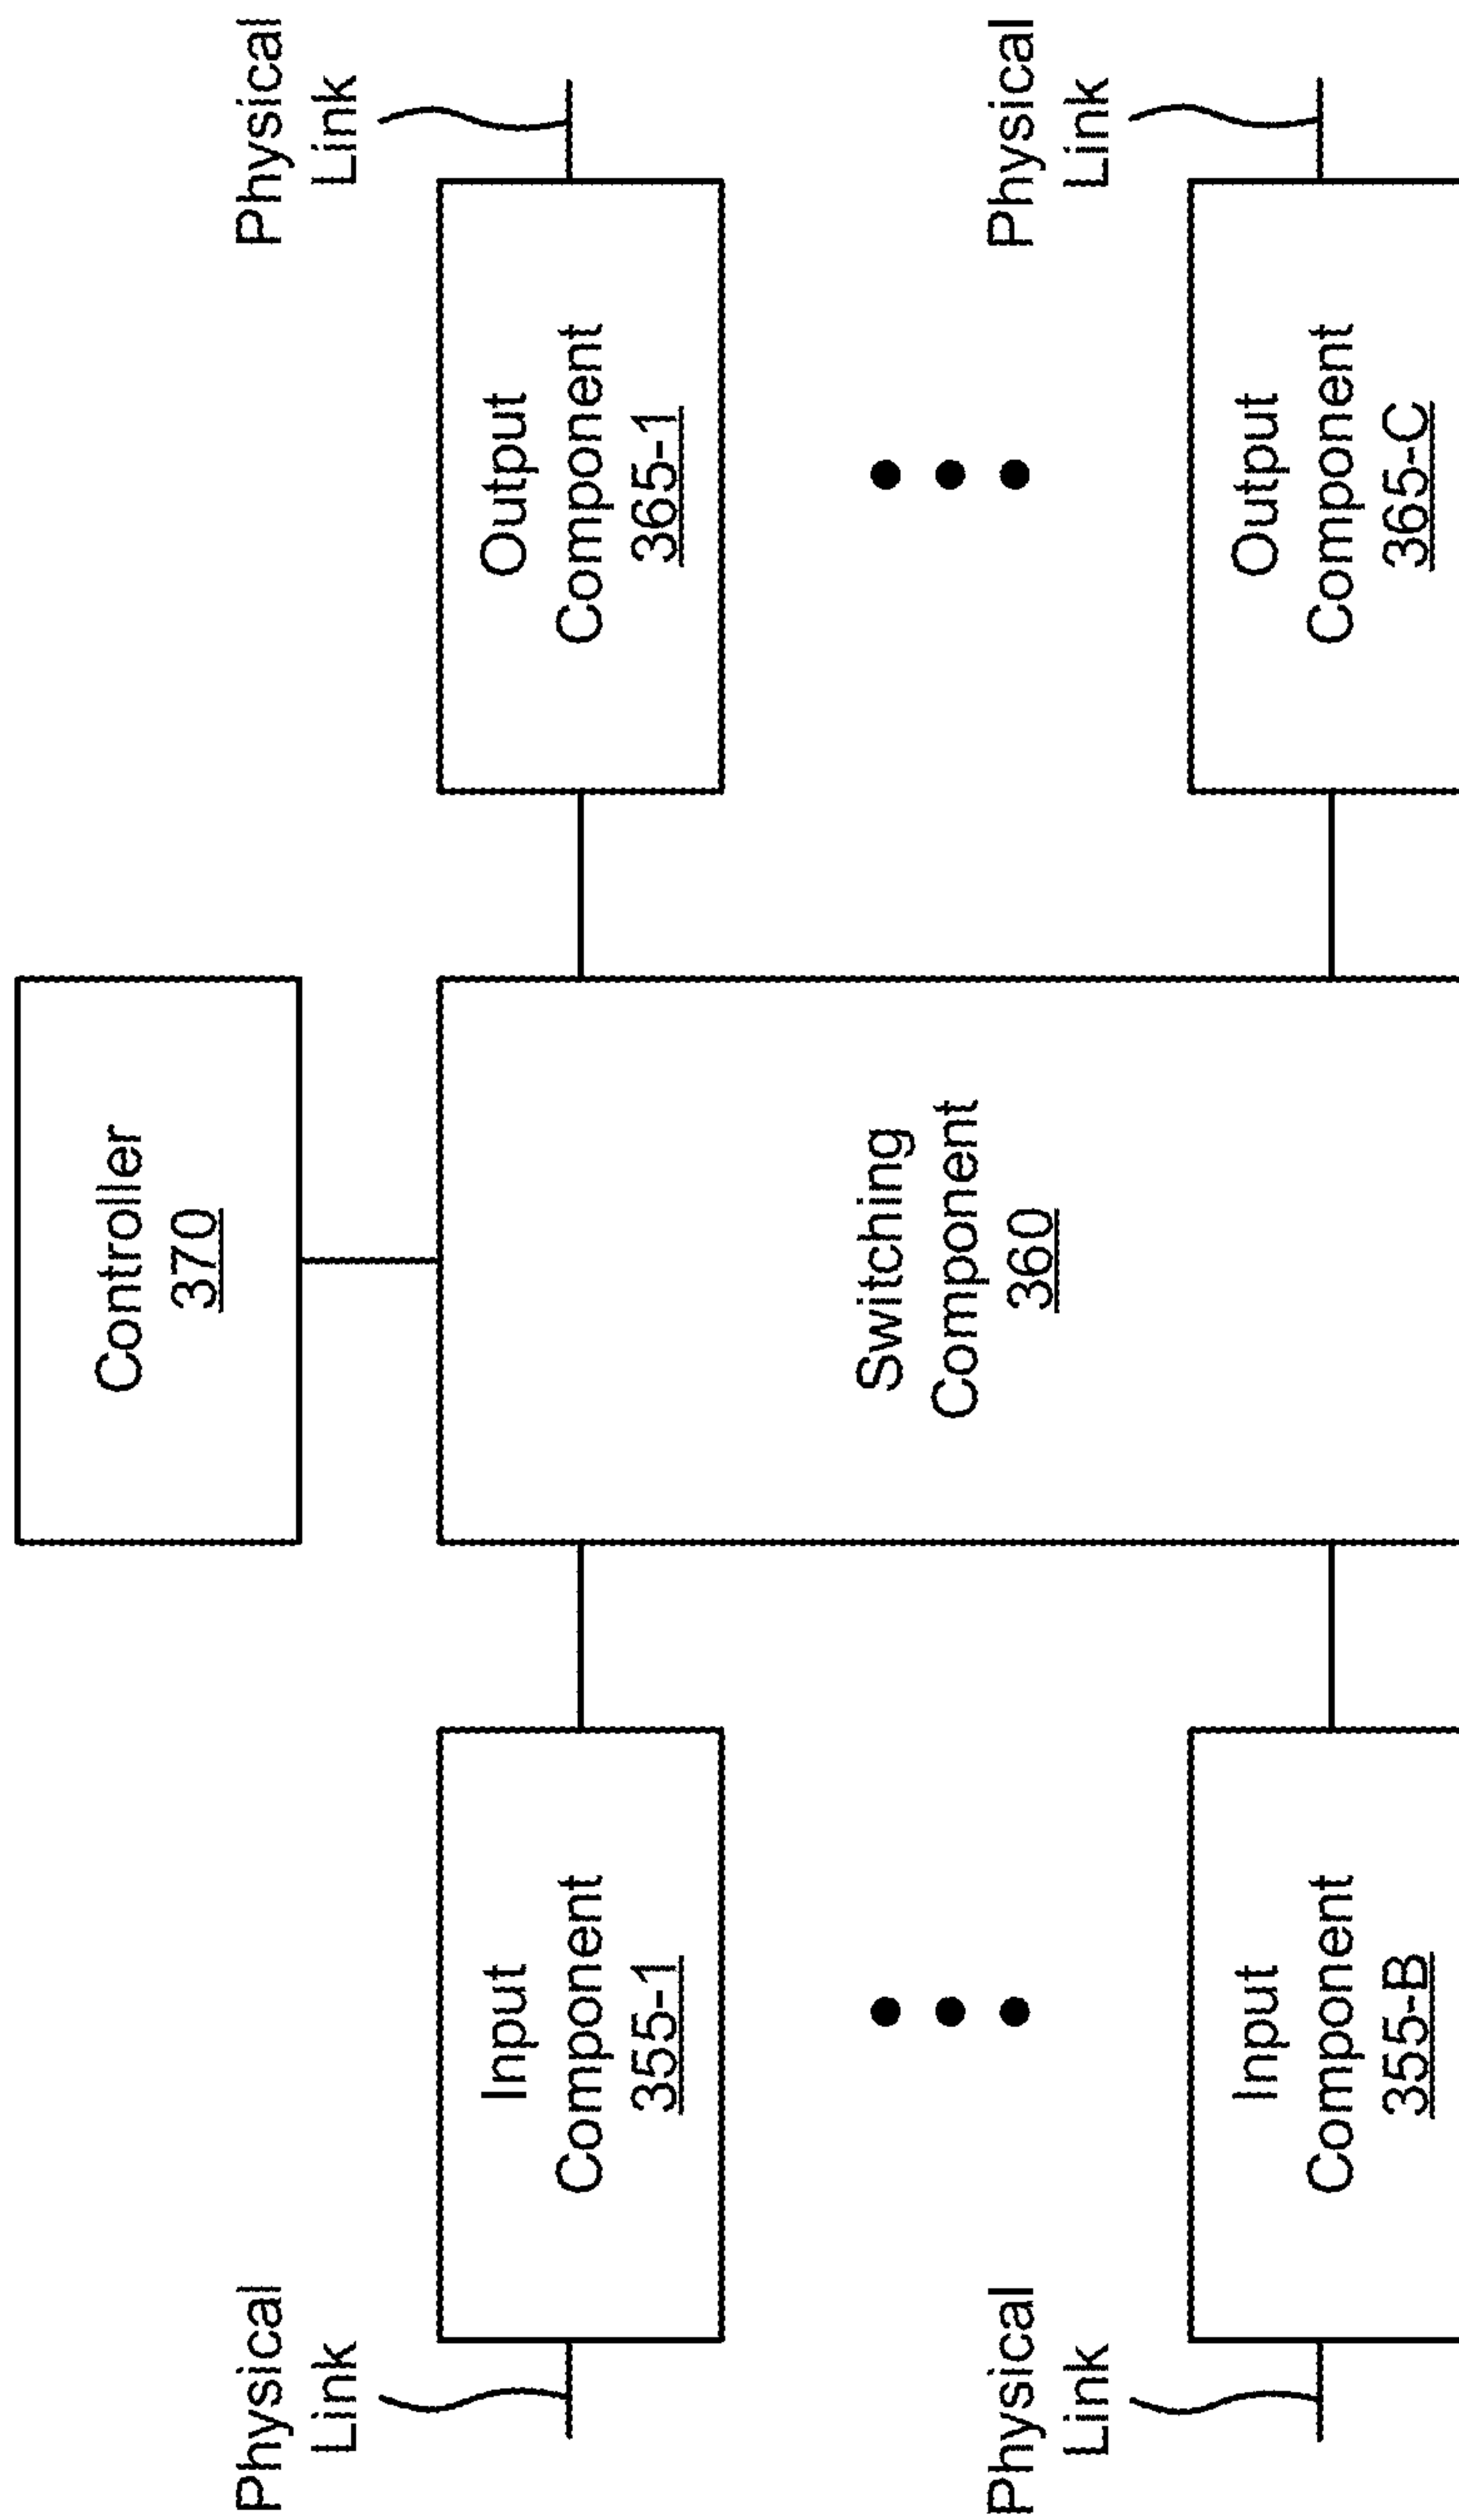 Controller
370
Physical
Link
Input
Component
355-1
Switching
Component
360
Output
Component
365-1
Physical
Link
Physical
Link
Input
Component
355-B
Output
Component
365-C
Physical
Link